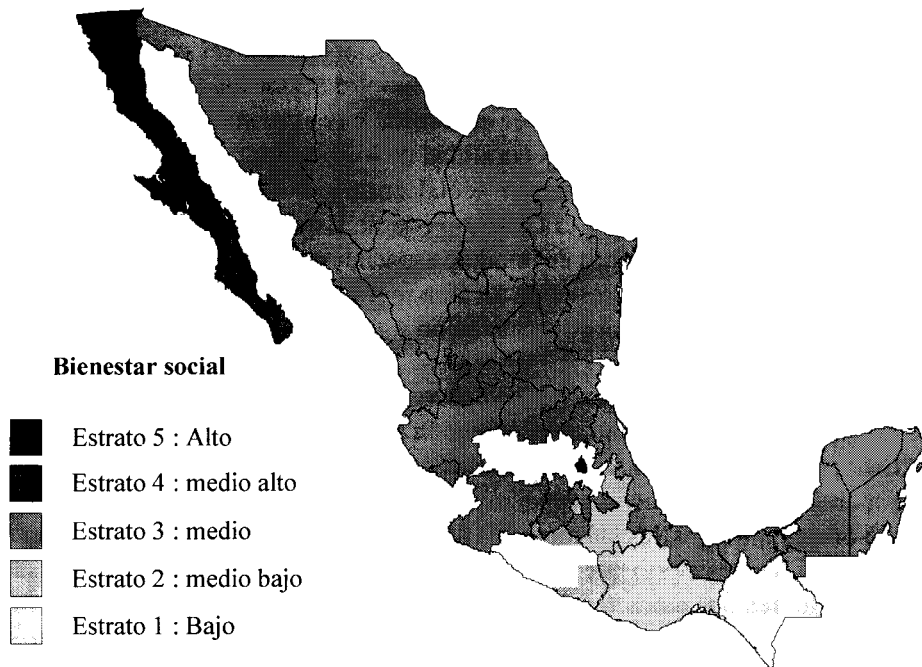 Bienestar social
Estrato 5 : Alto
Estrato 4 : medio alto
Estrato 3 : medio
Estrato 2 : medio bajo
Estrato 1 : Bajo